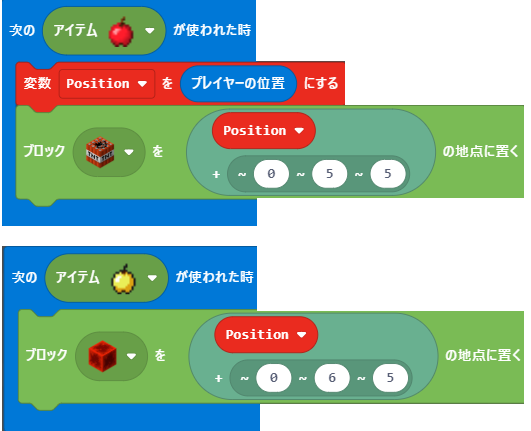 次の アイテム が使われた時
変数 Position を プレイヤーの位置 にする
ブロック を Position の地点に置く
+ ~ 0 ~ 5 ~ 5
次の アイテム が使われた時
ブロック を Position の地点に置く
+ ~ 0 ~ 6 ~ 5